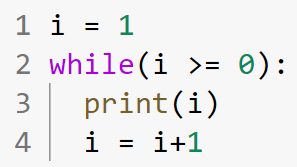 1 i = 1
2 while(i >= 0):
3   print(i)
4   i = i+1